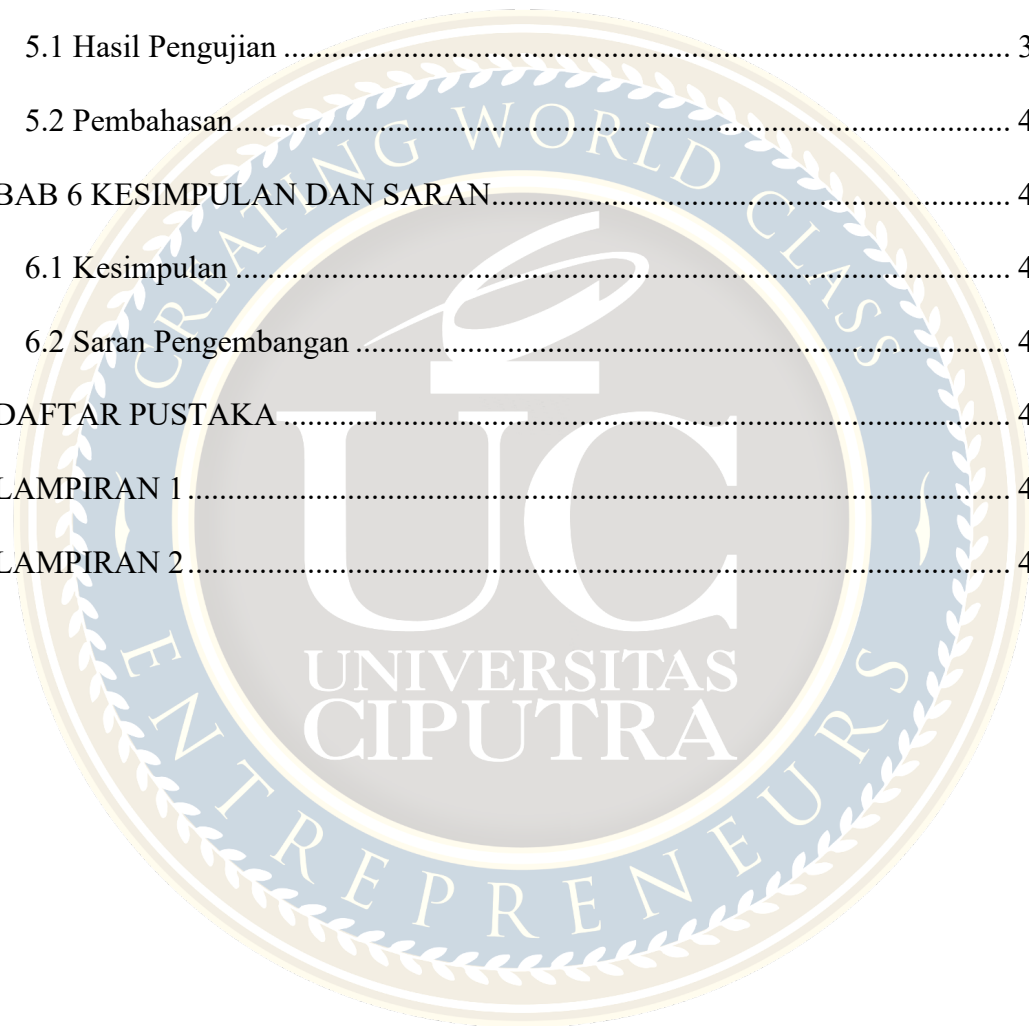 5.1 Hasil Pengujian ........................................................................................ 3
5.2 Pembahasan............................................................................................... 4
BAB 6 KESIMPULAN DAN SARAN................................................................ 4
6.1 Kesimpulan ............................................................................................... 4
6.2 Saran Pengembangan .............................................................................. 4
DAFTAR PUSTAKA ........................................................................................... 4
LAMPIRAN 1....................................................................................................... 4
LAMPIRAN 2....................................................................................................... 4
CREATING WORLD CLASS
UC
UNIVERSITAS
CIPUTRA
ENTREPRENEURS